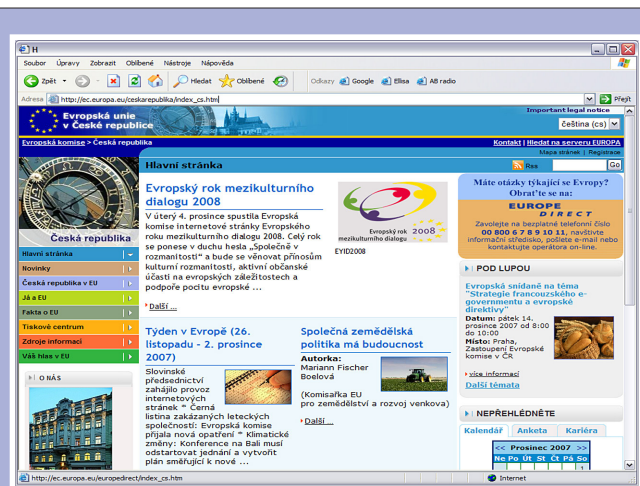 H
Soubor Úpravy Zobrazit Oblíbené Nástroje Nápověda
Zpět Hledat Oblíbené Odkazy Google Ellisa AB radio
Adresa http://ec.europa.eu/ceskarepublika/index_cs.htm Přejít
Important legal notice
Evropská unie
v České republice
čeština (cs)
Evropská komise > Česká republika
Kontakt | Hledat na serveru EUROPA
Mapa stránek | Registrace
Hlavní stránka
Rss Go
Česká republika
Hlavní stránka
Novinky
Česká republika v EU
Já a EU
Fakta o EU
Tiskové centrum
Zdroje informací
Váš hlas v EU
O NÁS
Evropský rok mezikulturního
dialogu 2008
V úterý 4. prosince spustila Evropská
komise internetové stránky Evropského
roku mezikulturního dialogu 2008. Celý rok
se ponese v duchu hesla „Společně v
rozmanitosti“ a bude se věnovat přínosům
kulturní rozmanitosti, aktivní občanské
účasti na evropských záležitostech a
podpoře pocitu evropské ...
Další ...
Evropský rok 2008
mezikulturního dialogu
EYID2008
Týden v Evropě (26.
listopadu - 2. prosince
2007)
Slovinské
předsednictví
zahájilo provoz
internetových
stránek * Černá
listina zakázaných leteckých
společností: Evropská komise
přijala nová opatření * Klimatické
změny: Konference na Bali musí
odstartovat jednání a vytvořit
plán směřující k nové ...
Společná zemědělská
politika má budoucnost
Autorka:
Mariann Fischer
Boelová
(Komisařka EU
pro zemědělství a rozvoj venkova)
Další ...
Máte otázky týkající se Evropy?
Obrat'te se na:
EUROPE
DIRECT
Zavolejte na bezplatné telefonní číslo
00 800 6 7 8 9 10 11, navštivte
informační středisko, pošlete e-mail nebo
kontaktujte operátora on-line.
POD LUPOU
Evropská snídaně na téma
"Strategie francouzského e-
governmentu a evropské
direktivy"
Datum: pátek 14.
prosince 2007 od 8:00
do 10:00
Místo: Praha,
Zastoupení Evropské
komise v ČR
více informací
Další témata
NEPŘEHLÉDNĚTE
Kalendář Anketa Kariéra
<< Prosinec 2007 >>
Ne Po Út St Čt Pá So
1
http://ec.europa.eu/europedirect/index_cs.htm Internet